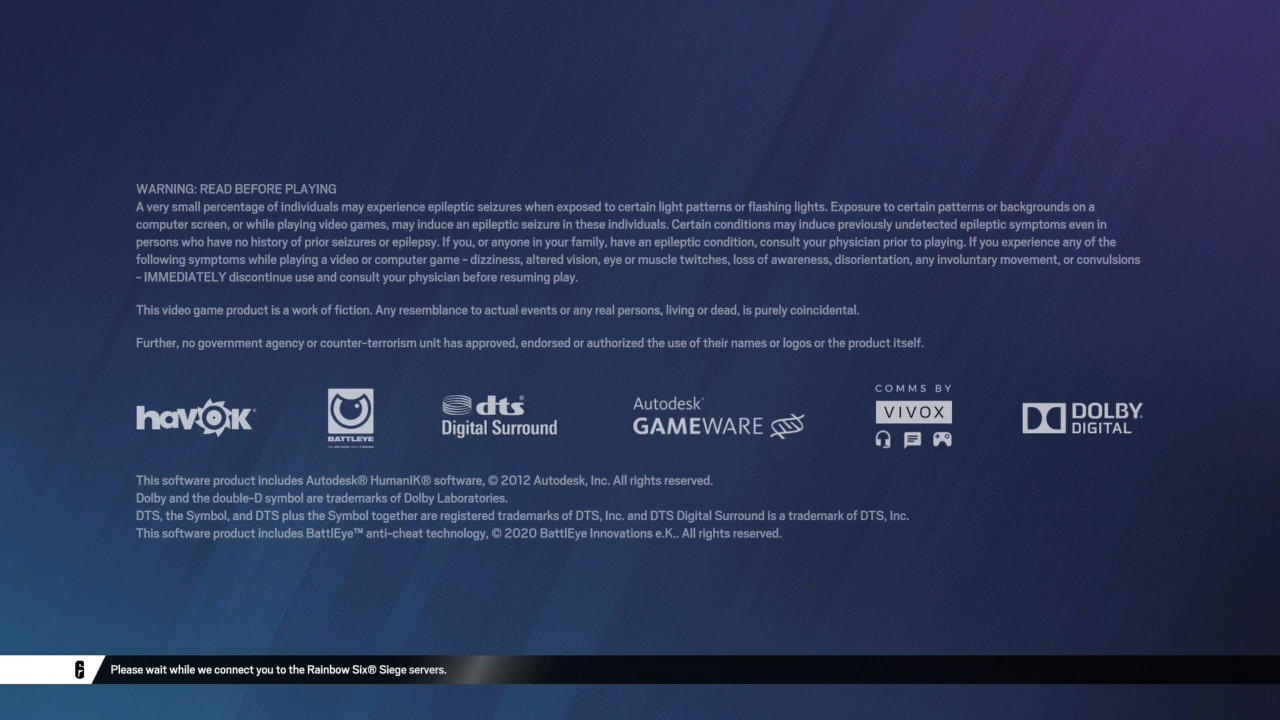 WARNING: READ BEFORE PLAYING
A very small percentage of individuals may experience epileptic seizures when exposed to certain light patterns or flashing lights. Exposure to certain patterns or backgrounds on a
computer screen, or while playing video games, may induce an epileptic seizure in these individuals. Certain conditions may induce previously undetected epileptic symptoms even in
persons who have no history of prior seizures or epilepsy. If you, or anyone in your family, have an epileptic condition, consult your physician prior to playing. If you experience any of the
following symptoms while playing a video or computer game - dizziness, altered vision, eye or muscle twitches, loss of awareness, disorientation, any involuntary movement, or convulsions
- IMMEDIATELY discontinue use and consult your physician before resuming play.
This video game product is a work of fiction. Any resemblance to actual events or any real persons, living or dead, is purely coincidental.
Further, no government agency or counter-terrorism unit has approved, endorsed or authorized the use of their names or logos or the product itself.
havok®
BATTLEYE
dts®
Digital Surround
Autodesk®
GAMEWARE
COMMS BY
VIVOX
DOLBY®
DIGITAL
This software product includes Autodesk® HumanIK® software, © 2012 Autodesk, Inc. All rights reserved.
Dolby and the double-D symbol are trademarks of Dolby Laboratories.
DTS, the Symbol, and DTS plus the Symbol together are registered trademarks of DTS, Inc. and DTS Digital Surround is a trademark of DTS, Inc.
This software product includes BattlEye™ anti-cheat technology, © 2020 BattlEye Innovations e.K.. All rights reserved.
6 Please wait while we connect you to the Rainbow Six® Siege servers.